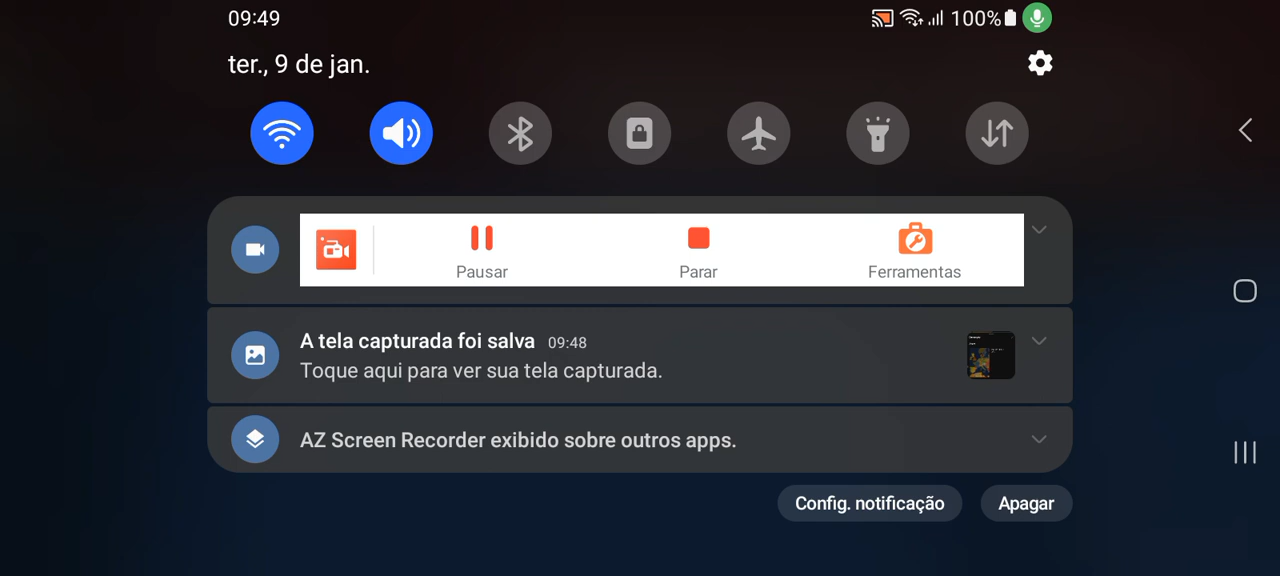 09:49
100%
ter., 9 de jan.
Pausar
Parar
Ferramentas
A tela capturada foi salva 09:48
Toque aqui para ver sua tela capturada.
AZ Screen Recorder exibido sobre outros apps.
Config. notificação
Apagar